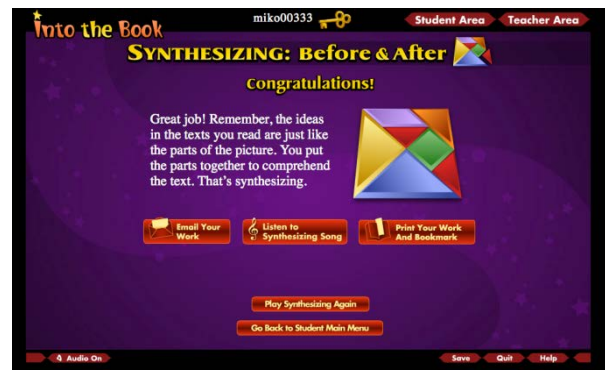 Into the Book
miko00333
Student Area
Teacher Area
SYNTHESIZING: Before & After
Congratulations!
Great job! Remember, the ideas
in the texts you read are just like
the parts of the picture. You put
the parts together to comprehend
the text. That's synthesizing.
Email Your
Work
Listen to
Synthesizing Song
Print Your Work
And Bookmark
Play Synthesizing Again
Go Back to Student Main Menu
Audio On
Save
Quit
Help